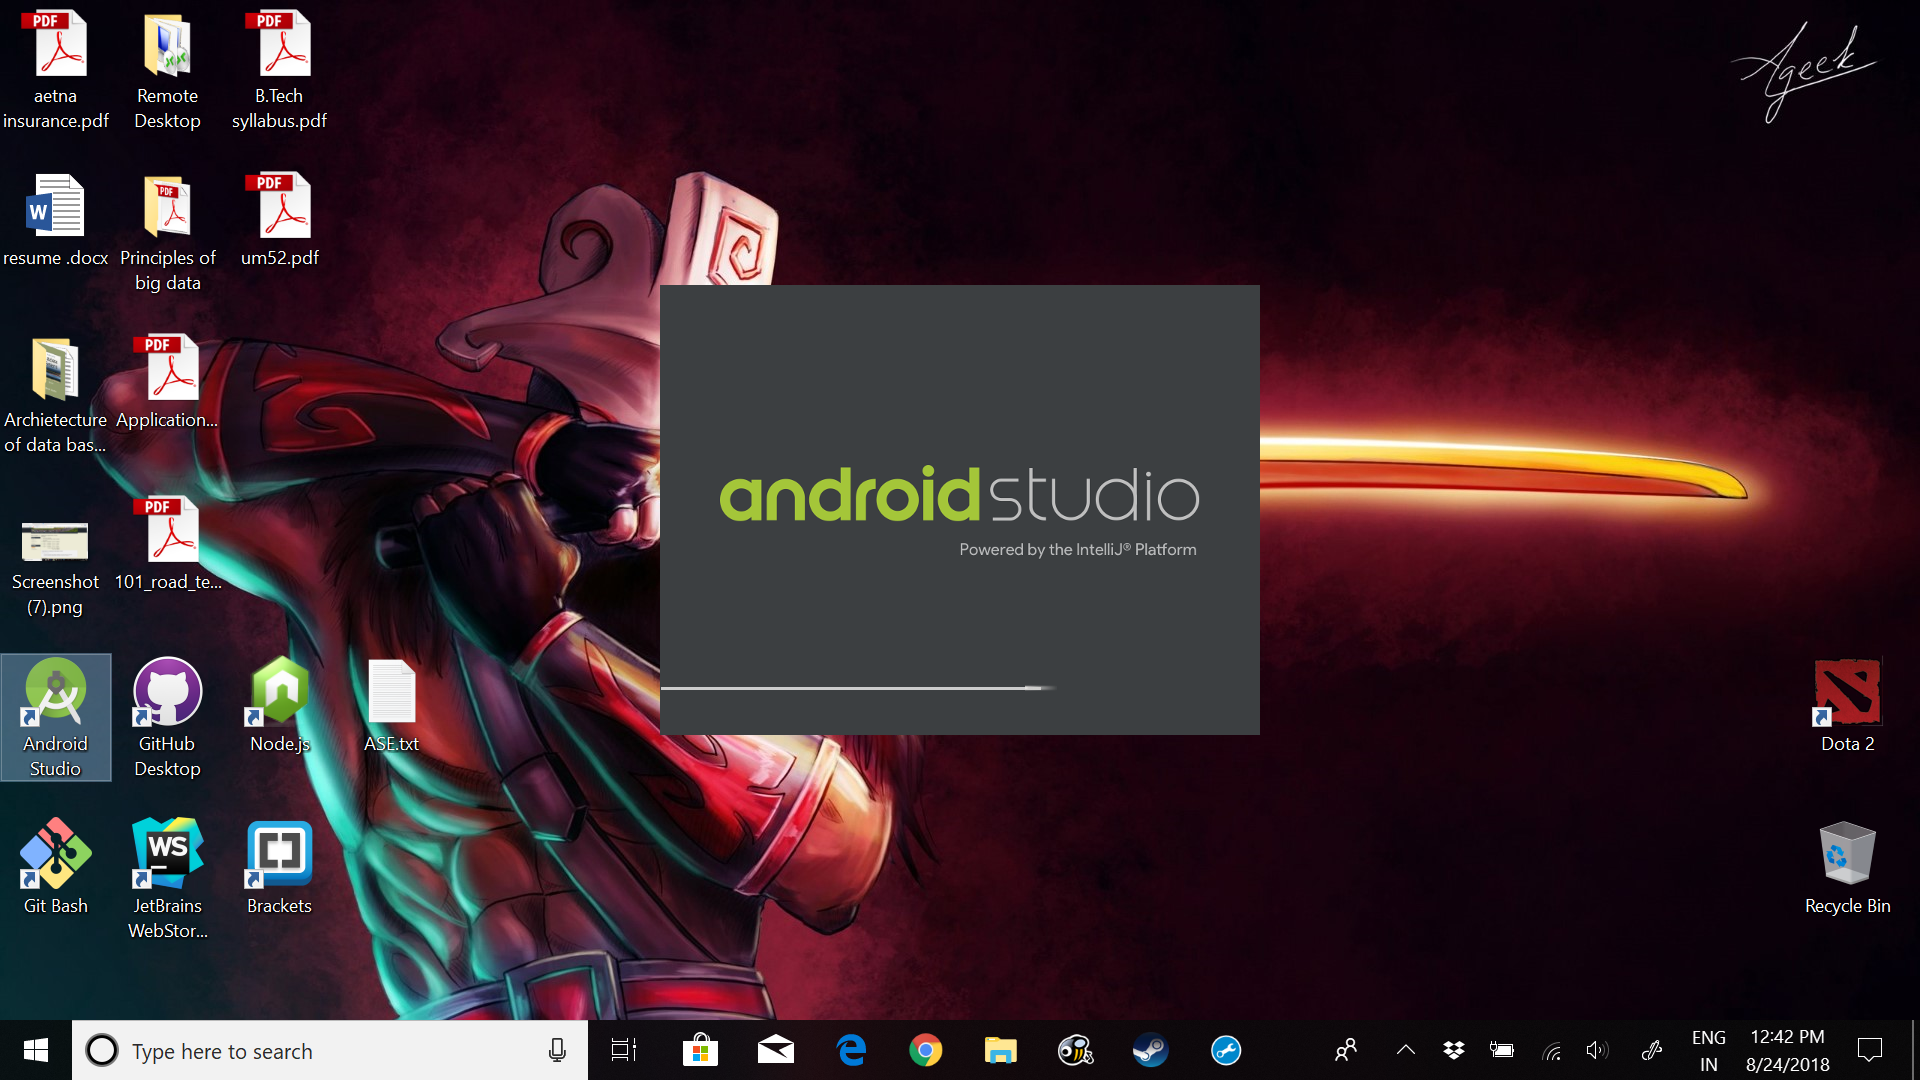 PDF
aetna
insurance.pdf
Remote
Desktop
PDF
B.Tech
syllabus.pdf
Ageek
W
resume .docx
PDF
Principles of
big data
PDF
um52.pdf
Archietecture
of data bas...
PDF
Application...
androidstudio
Powered by the IntelliJ® Platform
Screenshot
(7).png
PDF
101_road_te...
Android
Studio
GitHub
Desktop
Node.js
ASE.txt
Dota 2
Git Bash
WS
JetBrains
WebStor...
Brackets
Recycle Bin
Type here to search
ENG
IN
12:42 PM
8/24/2018